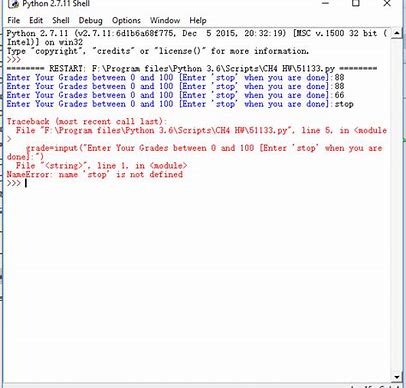 Python 2.7.11 Shell
File Edit Shell Debug Options Window Help
Python 2.7.11 (v2.7.11:6d1b6a68f775, Dec 5 2015, 20:32:19) [MSC v.1500 32 bit (
Intel)] on win32
Type "copyright", "credits" or "license()" for more information.
>>>
======== RESTART: F:\Program files\Python 3.6\Scripts\CH4 HW\51133.py ========
Enter Your Grades between 0 and 100 [Enter 'stop' when you are done]:88
Enter Your Grades between 0 and 100 [Enter 'stop' when you are done]:88
Enter Your Grades between 0 and 100 [Enter 'stop' when you are done]:66
Enter Your Grades between 0 and 100 [Enter 'stop' when you are done]:stop
Traceback (most recent call last):
File "F:\Program files\Python 3.6\Scripts\CH4 HW\51133.py", line 5, in <module
>
grade=input("Enter Your Grades between 0 and 100 [Enter 'stop' when you are
done]:")
File "<string>", line 1, in <module>
NameError: name 'stop' is not defined
>>>